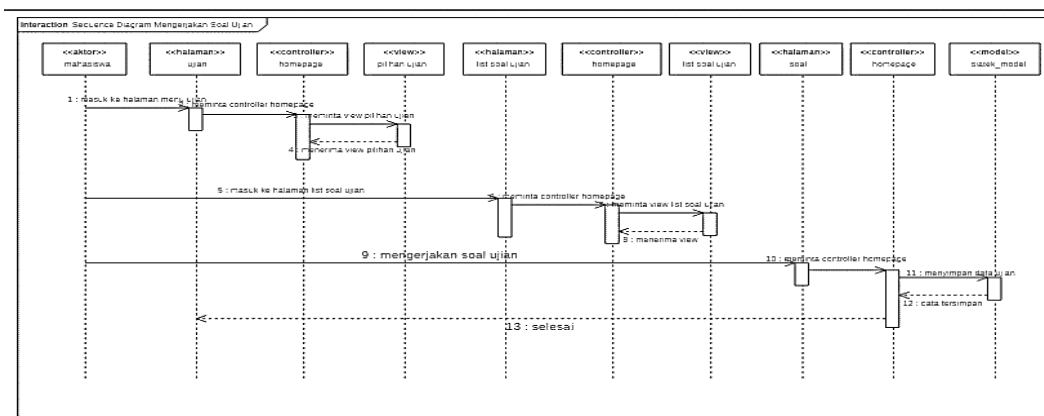 Interaction Sequence Diagram Mengerjakan Soal Ujian
<<aktor>>
mahasiswa
<<halaman>>
ujian
<<controller>>
homepage
<<view>>
pilihan ujian
<<halaman>>
list soal ujian
<<controller>>
homepage
<<view>>
list soal ujian
<<halaman>>
soal
<<controller>>
homepage
<<model>>
1 : masuk ke halaman menu ujian
meminta controller homepage
meminta view pilihan ujian
4 : menerima view pilihan ujian
5 : masuk ke halaman list soal ujian
meminta controller homepage
meminta view list soal ujian
8 : menerima view
9 : mengerjakan soal ujian
10 : meminta controller homepage
11 : menyimpan data ujian
12 : data tersimpan
13 : selesai